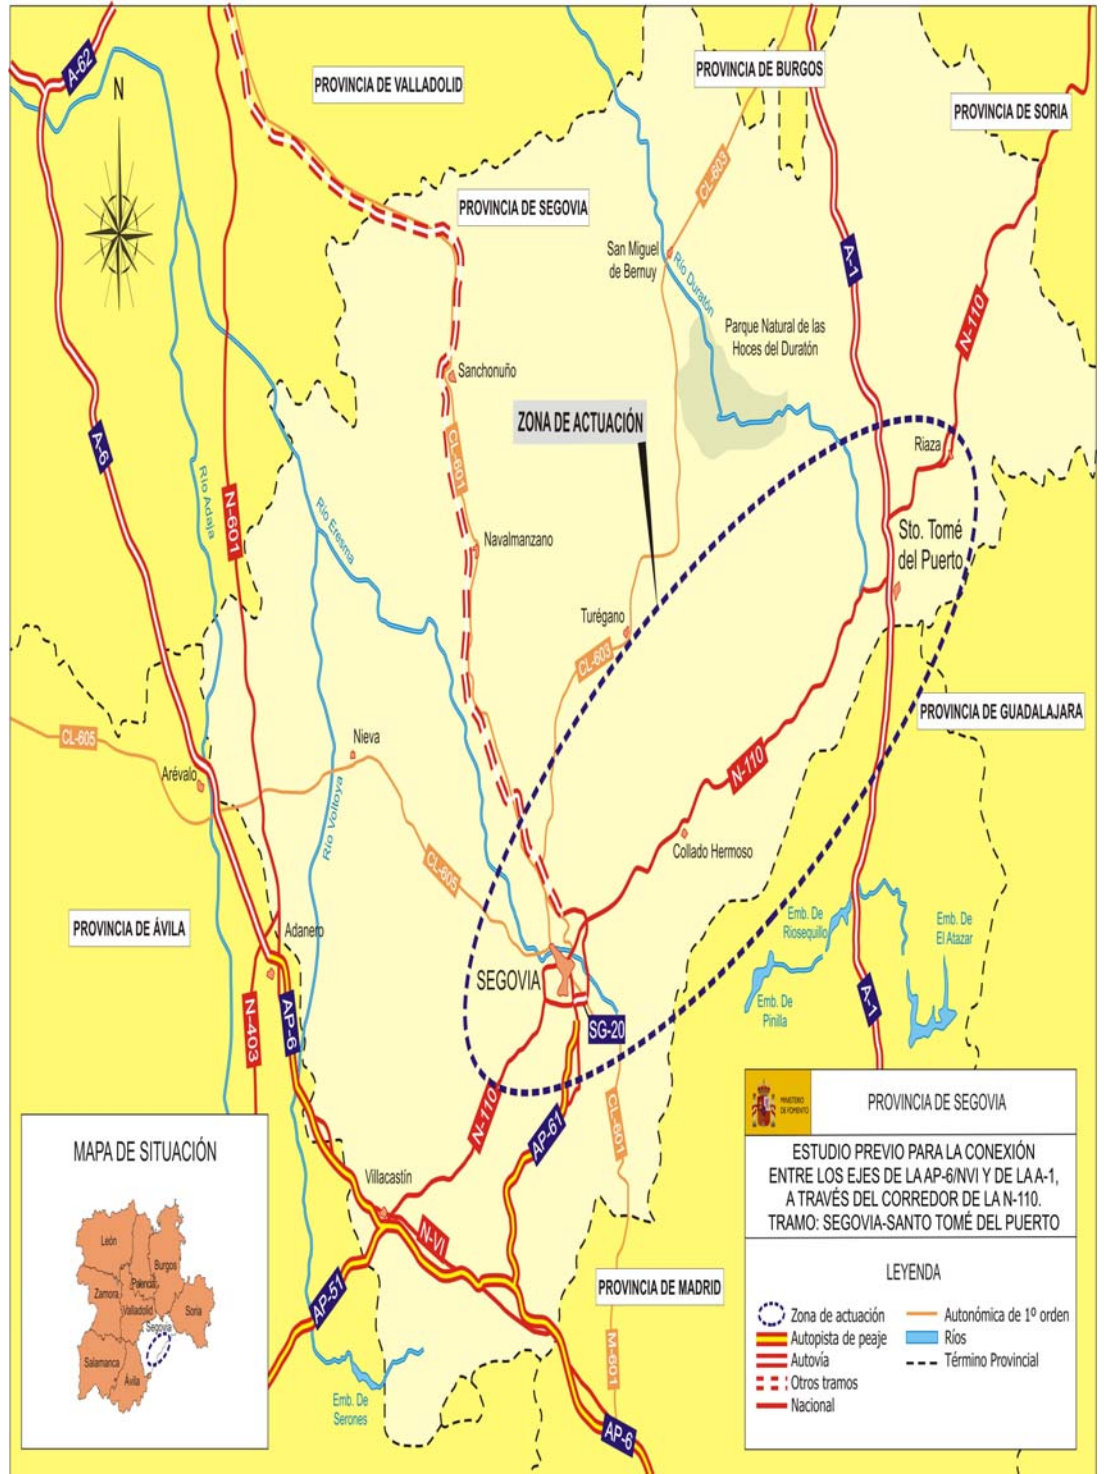 A-62
N
PROVINCIA DE VALLADOLID
PROVINCIA DE BURGOS
PROVINCIA DE SORIA
CL-603
PROVINCIA DE SEGOVIA
San Miguel
de Bernuy
Río Duratón
A-1
N-110
Parque Natural de las
Hoces del Duratón
Sanchonuño
ZONA DE ACTUACIÓN
A-6
CL-601
Riaza
Río Adaja
N-601
Río Eresma
Navalmanzano
Sto. Tomé
del Puerto
Turégano
CL-603
PROVINCIA DE GUADALAJARA
CL-605
Nieva
Arévalo
N-110
Río Voltoya
Collado Hermoso
CL-605
PROVINCIA DE ÁVILA
Adanero
Emb. De
Riosequillo
Emb. De
El Atazar
SEGOVIA
Emb. De
Pinilla
A-1
N-403
AP-6
SG-20
N-110
AP-61
CL-601
Villacastín
N-VI
AP-51
PROVINCIA DE MADRID
M-601
Emb. De
Serones
AP-6
MAPA DE SITUACIÓN
León
Palencia
Burgos
Zamora
Valladolid
Soria
Segovia
Salamanca
Ávila
MINISTERIO
DE FOMENTO
PROVINCIA DE SEGOVIA
ESTUDIO PREVIO PARA LA CONEXIÓN
ENTRE LOS EJES DE LA AP-6/NVI Y DE LA A-1,
A TRAVÉS DEL CORREDOR DE LA N-110.
TRAMO: SEGOVIA-SANTO TOMÉ DEL PUERTO
LEYENDA
Zona de actuación
Autopista de peaje
Autovía
Otros tramos
Nacional
Autonómica de 1º orden
Ríos
Término Provincial